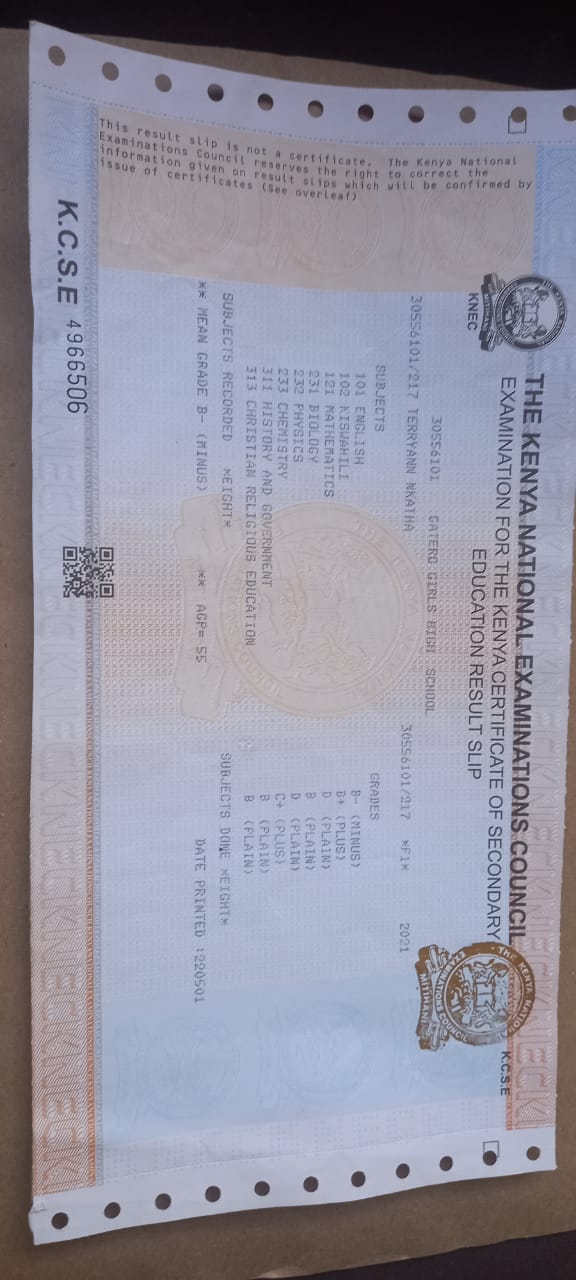 THE KENYA NATIONAL EXAMINATIONS COUNCIL
EXAMINATION FOR THE KENYA CERTIFICATE OF SECONDARY
EDUCATION RESULT SLIP
KNEC
K.C.S.E
THE KENYA NATIONAL EXAMINATIONS COUNCIL
MITIHANI
30556101 GATERO GIRLS HIGH SCHOOL
30556101/217 TERRYANN NKATHA 30556101/217 *F1* 2021
SUBJECTS GRADES
101 ENGLISH B- (MINUS)
102 KISWAHILI B+ (PLUS)
121 MATHEMATICS D (PLAIN)
231 BIOLOGY B (PLAIN)
232 PHYSICS D (PLAIN)
233 CHEMISTRY C+ (PLUS)
311 HISTORY AND GOVERNMENT B (PLAIN)
313 CHRISTIAN RELIGIOUS EDUCATION B (PLAIN)
SUBJECTS RECORDED *EIGHT* SUBJECTS DONE *EIGHT*
** MEAN GRADE B- (MINUS) ** AGP= 55 DATE PRINTED :220501
This result slip is not a certificate. The Kenya National
Examinations Council reserves the right to correct the
information given on result slips which will be confirmed by
issue of certificates (See overleaf)
K.C.S.E 4966506